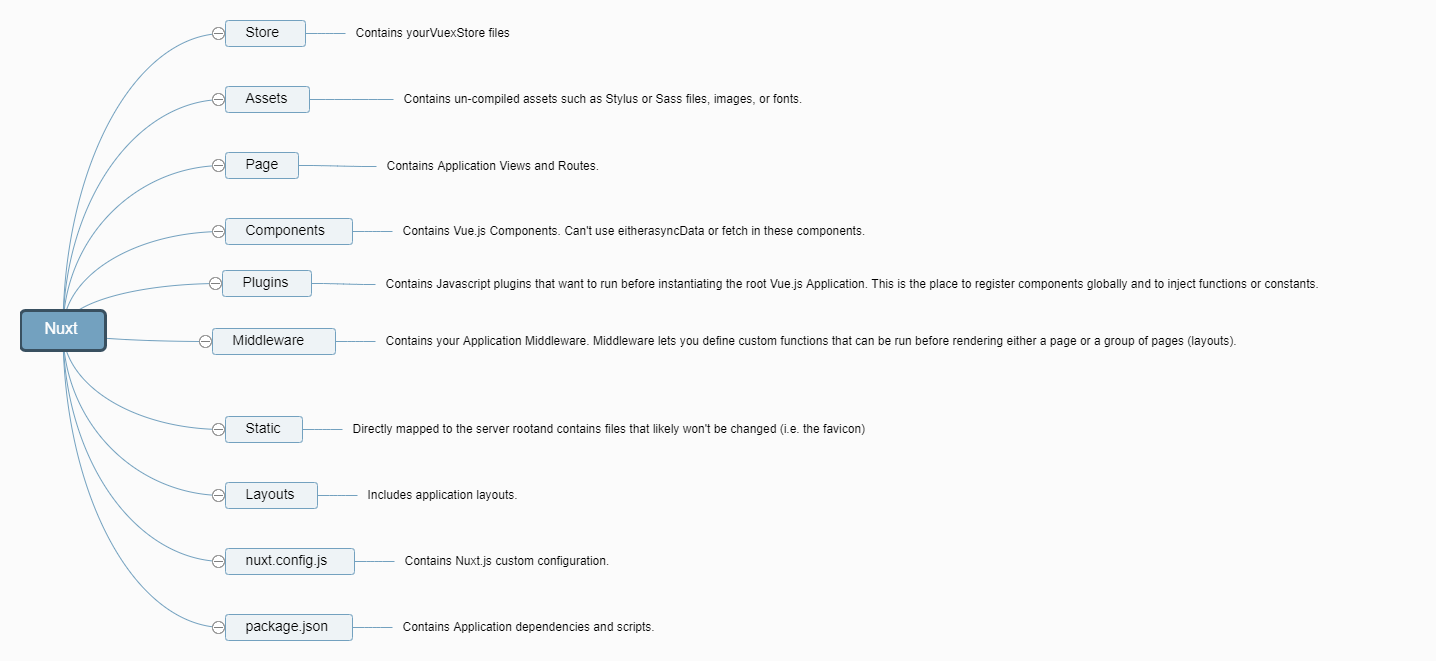 Store
Contains yourVuexStore files
Assets
Contains un-compiled assets such as Stylus or Sass files, images, or fonts.
Page
Contains Application Views and Routes.
Components
Contains Vue.js Components. Can't use eitherasyncData or fetch in these components.
Plugins
Contains Javascript plugins that want to run before instantiating the root Vue.js Application. This is the place to register components globally and to inject functions or constants.
Nuxt
Middleware
Contains your Application Middleware. Middleware lets you define custom functions that can be run before rendering either a page or a group of pages (layouts).
Static
Directly mapped to the server rootand contains files that likely won't be changed (i.e. the favicon)
Layouts
Includes application layouts.
nuxt.config.js
Contains Nuxt.js custom configuration.
package.json
Contains Application dependencies and scripts.